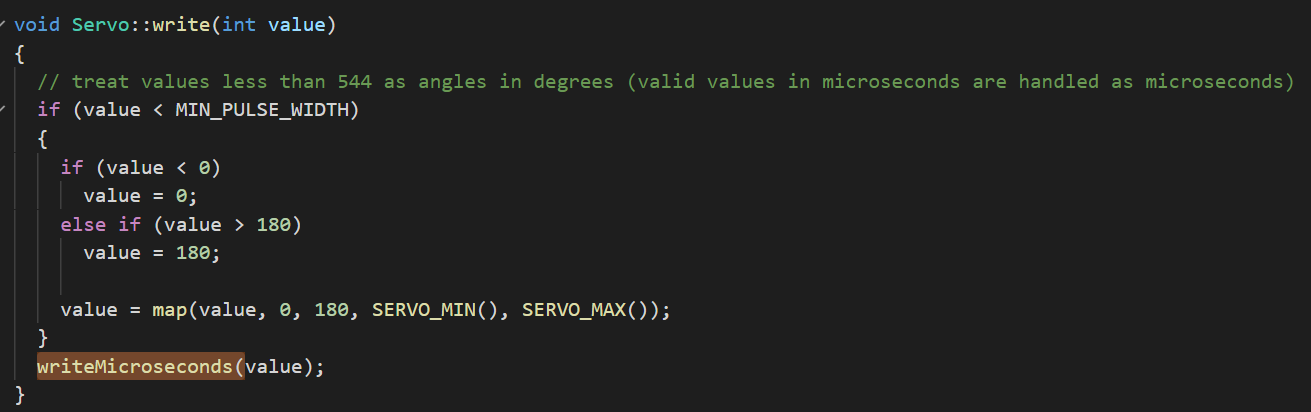 void Servo::write(int value)
{
  // treat values less than 544 as angles in degrees (valid values in microseconds are handled as microseconds)
  if (value < MIN_PULSE_WIDTH)
  {
    if (value < 0)
      value = 0;
    else if (value > 180)
      value = 180;

    value = map(value, 0, 180, SERVO_MIN(), SERVO_MAX());
  }
  writeMicroseconds(value);
}